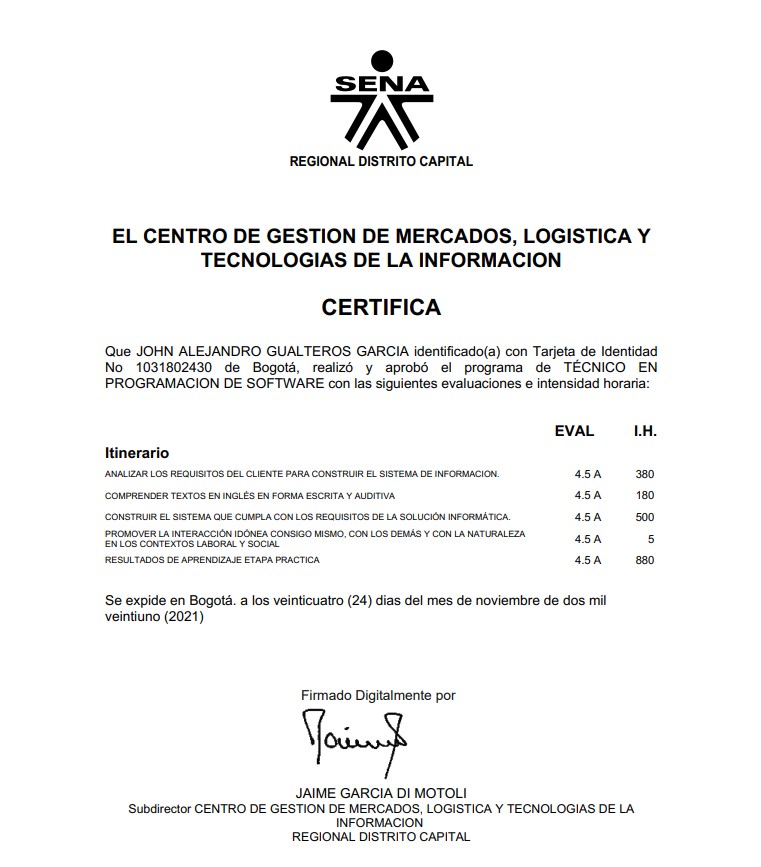 SENA
REGIONAL DISTRITO CAPITAL
EL CENTRO DE GESTION DE MERCADOS, LOGISTICA Y
TECNOLOGIAS DE LA INFORMACION
CERTIFICA
Que JOHN ALEJANDRO GUALTEROS GARCIA identificado(a) con Tarjeta de Identidad
No 1031802430 de Bogotá, realizó y aprobó el programa de TÉCNICO EN
PROGRAMACION DE SOFTWARE con las siguientes evaluaciones e intensidad horaria:
EVAL I.H.
Itinerario
ANALIZAR LOS REQUISITOS DEL CLIENTE PARA CONSTRUIR EL SISTEMA DE INFORMACION. 4.5 A 380
COMPRENDER TEXTOS EN INGLÉS EN FORMA ESCRITA Y AUDITIVA 4.5 A 180
CONSTRUIR EL SISTEMA QUE CUMPLA CON LOS REQUISITOS DE LA SOLUCIÓN INFORMÁTICA. 4.5 A 500
PROMOVER LA INTERACCIÓN IDÓNEA CONSIGO MISMO, CON LOS DEMÁS Y CON LA NATURALEZA
EN LOS CONTEXTOS LABORAL Y SOCIAL 4.5 A 5
RESULTADOS DE APRENDIZAJE ETAPA PRACTICA 4.5 A 880
Se expide en Bogotá. a los veinticuatro (24) dias del mes de noviembre de dos mil
veintiuno (2021)
Firmado Digitalmente por
JAIME GARCIA DI MOTOLI
Subdirector CENTRO DE GESTION DE MERCADOS, LOGISTICA Y TECNOLOGIAS DE LA
INFORMACION
REGIONAL DISTRITO CAPITAL